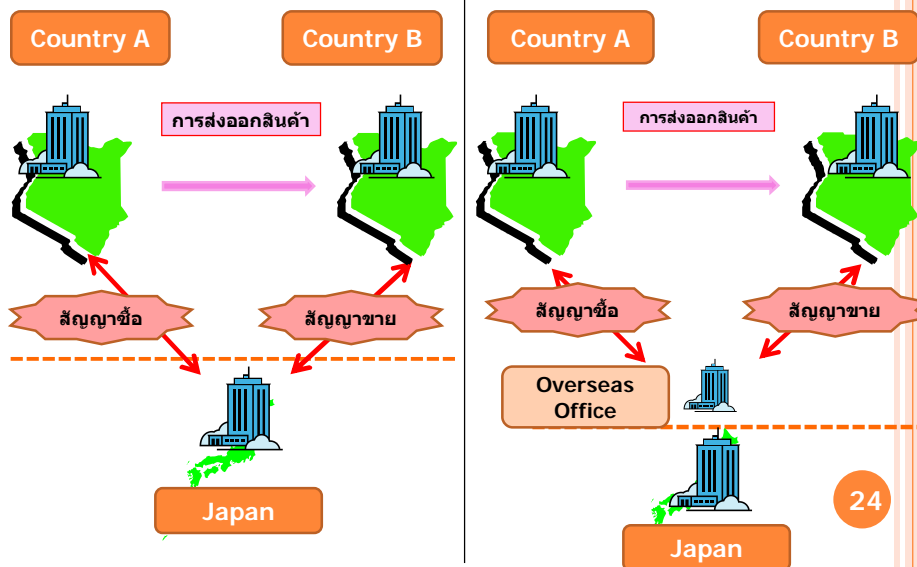 Country A
Country B
การส่งออกสินค้า
สัญญาซื้อ
สัญญาขาย
Japan
Country A
Country B
การส่งออกสินค้า
สัญญาซื้อ
สัญญาขาย
Overseas
Office
Japan
24